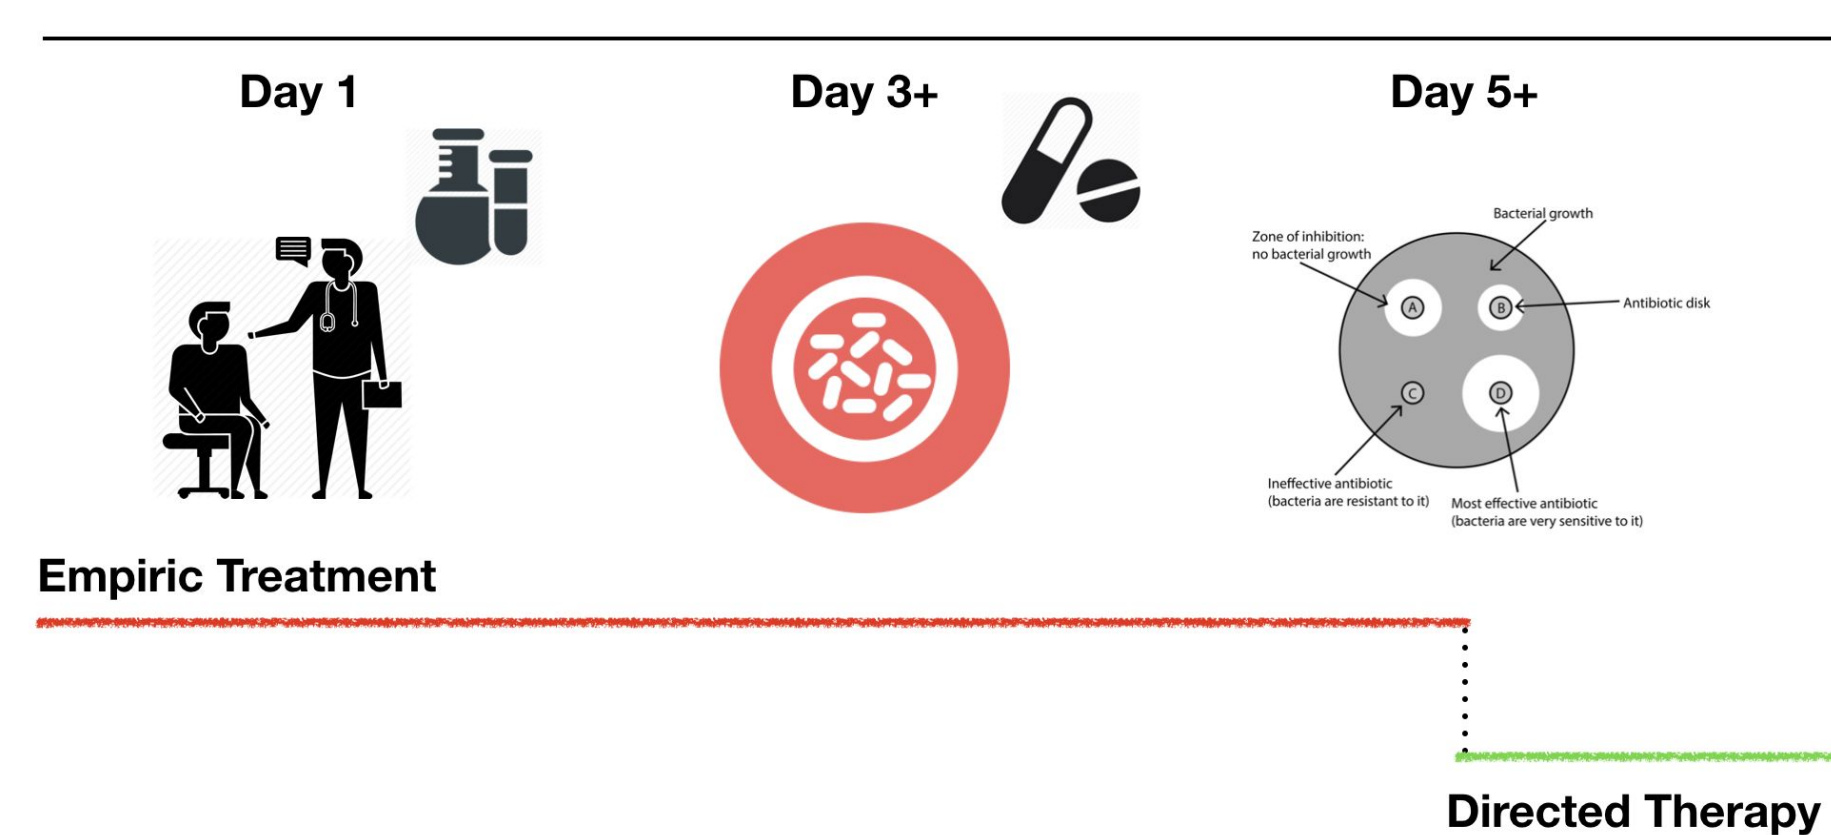 Day 1
Day 3+
Day 5+
Bacterial growth
Zone of inhibition:
no bacterial growth
A
B
Antibiotic disk
C
D
Ineffective antibiotic
(bacteria are resistant to it)
Most effective antibiotic
(bacteria are very sensitive to it)
Empiric Treatment
Directed Therapy